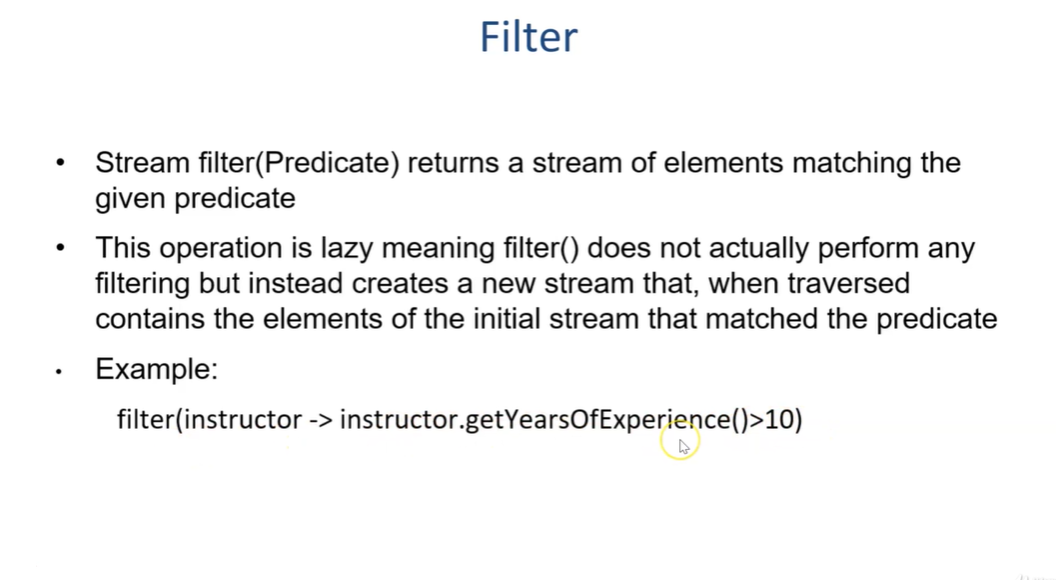 Filter
• Stream filter(Predicate) returns a stream of elements matching the
given predicate
• This operation is lazy meaning filter() does not actually perform any
filtering but instead creates a new stream that, when traversed
contains the elements of the initial stream that matched the predicate
• Example:
filter(instructor -> instructor.getYearsOfExperience()>10)